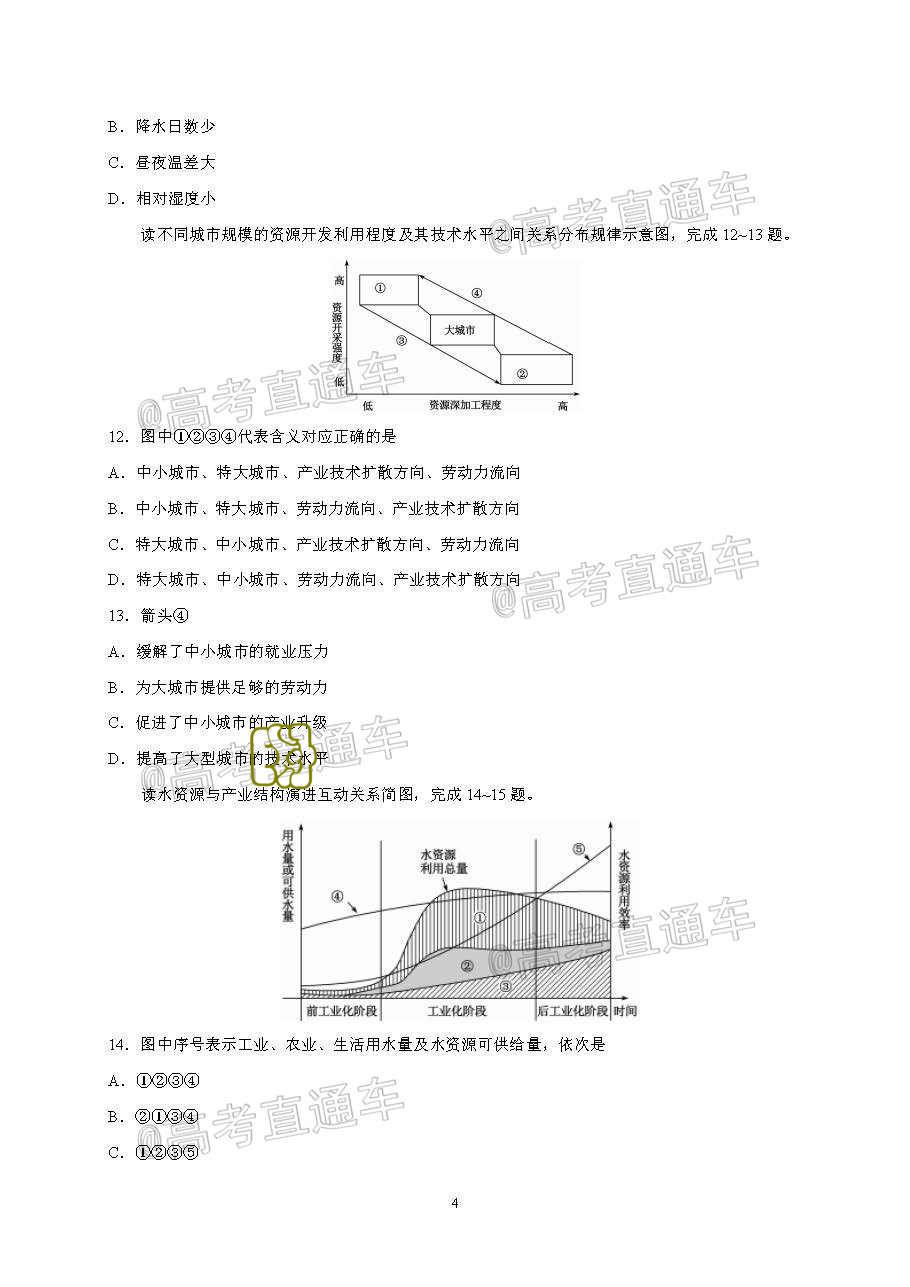 B．降水日数少
C．昼夜温差大
D．相对湿度小
读不同城市规模的资源开发利用程度及其技术水平之间关系分布规律示意图，完成12~13题。
高
资源开采强度
低
①
④
大城市
③
②
低
资源深加工程度
高
12．图中①②③④代表含义对应正确的是
A．中小城市、特大城市、产业技术扩散方向、劳动力流向
B．中小城市、特大城市、劳动力流向、产业技术扩散方向
C．特大城市、中小城市、产业技术扩散方向、劳动力流向
D．特大城市、中小城市、劳动力流向、产业技术扩散方向
13．箭头④
A．缓解了中小城市的就业压力
B．为大城市提供足够的劳动力
C．促进了中小城市的产业升级
D．提高了大型城市的技术水平
读水资源与产业结构演进互动关系简图，完成14~15题。
用水量或可供水量
水资源利用效率
水资源
利用总量
⑤
④
①
②
③
前工业化阶段
工业化阶段
后工业化阶段
时间
14．图中序号表示工业、农业、生活用水量及水资源可供给量，依次是
A．①②③④
B．②①③④
C．①②③⑤
4
@高考直通车
@高考直通车
@高考直通车
@高考直通车
@高考直通车
@高考直通车